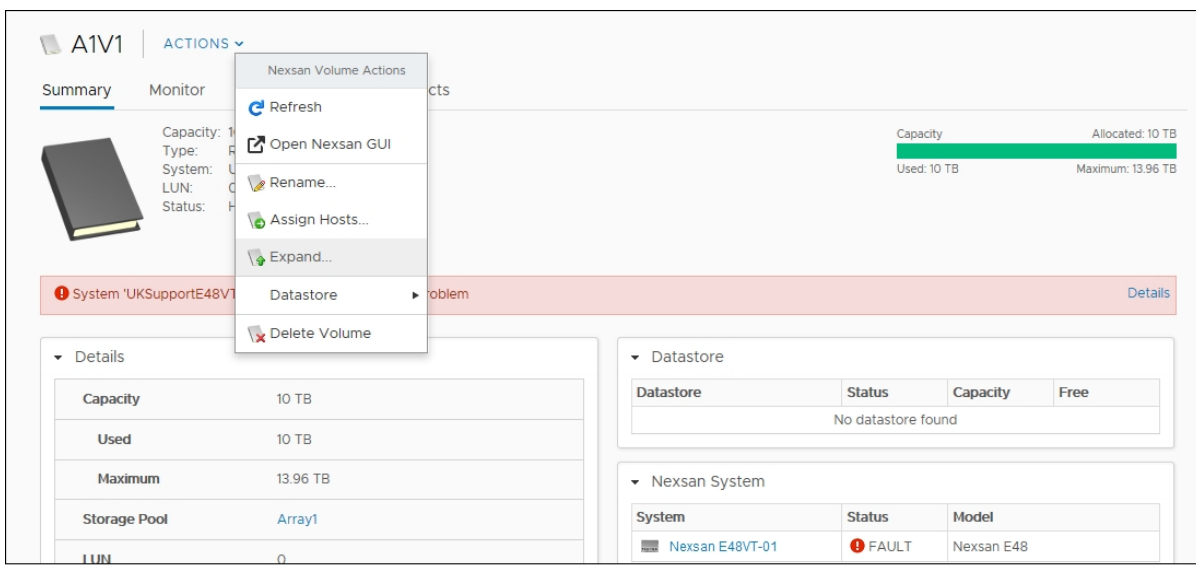 A1V1
ACTIONS
Nexsan Volume Actions
Summary Monitor cts
Refresh
Open Nexsan GUI
Rename...
Assign Hosts...
Expand...
Datastore
Delete Volume
Capacity: 1
Type:
System:
LUN:
Status:
Capacity Allocated: 10 TB
Used: 10 TB Maximum: 13.96 TB
System 'UKSupportE48VT roblem Details
Details
Capacity 10 TB
Used 10 TB
Maximum 13.96 TB
Storage Pool Array1
LUN 0
Datastore
Datastore Status Capacity Free
No datastore found
Nexsan System
System Status Model
Nexsan E48VT-01 FAULT Nexsan E48